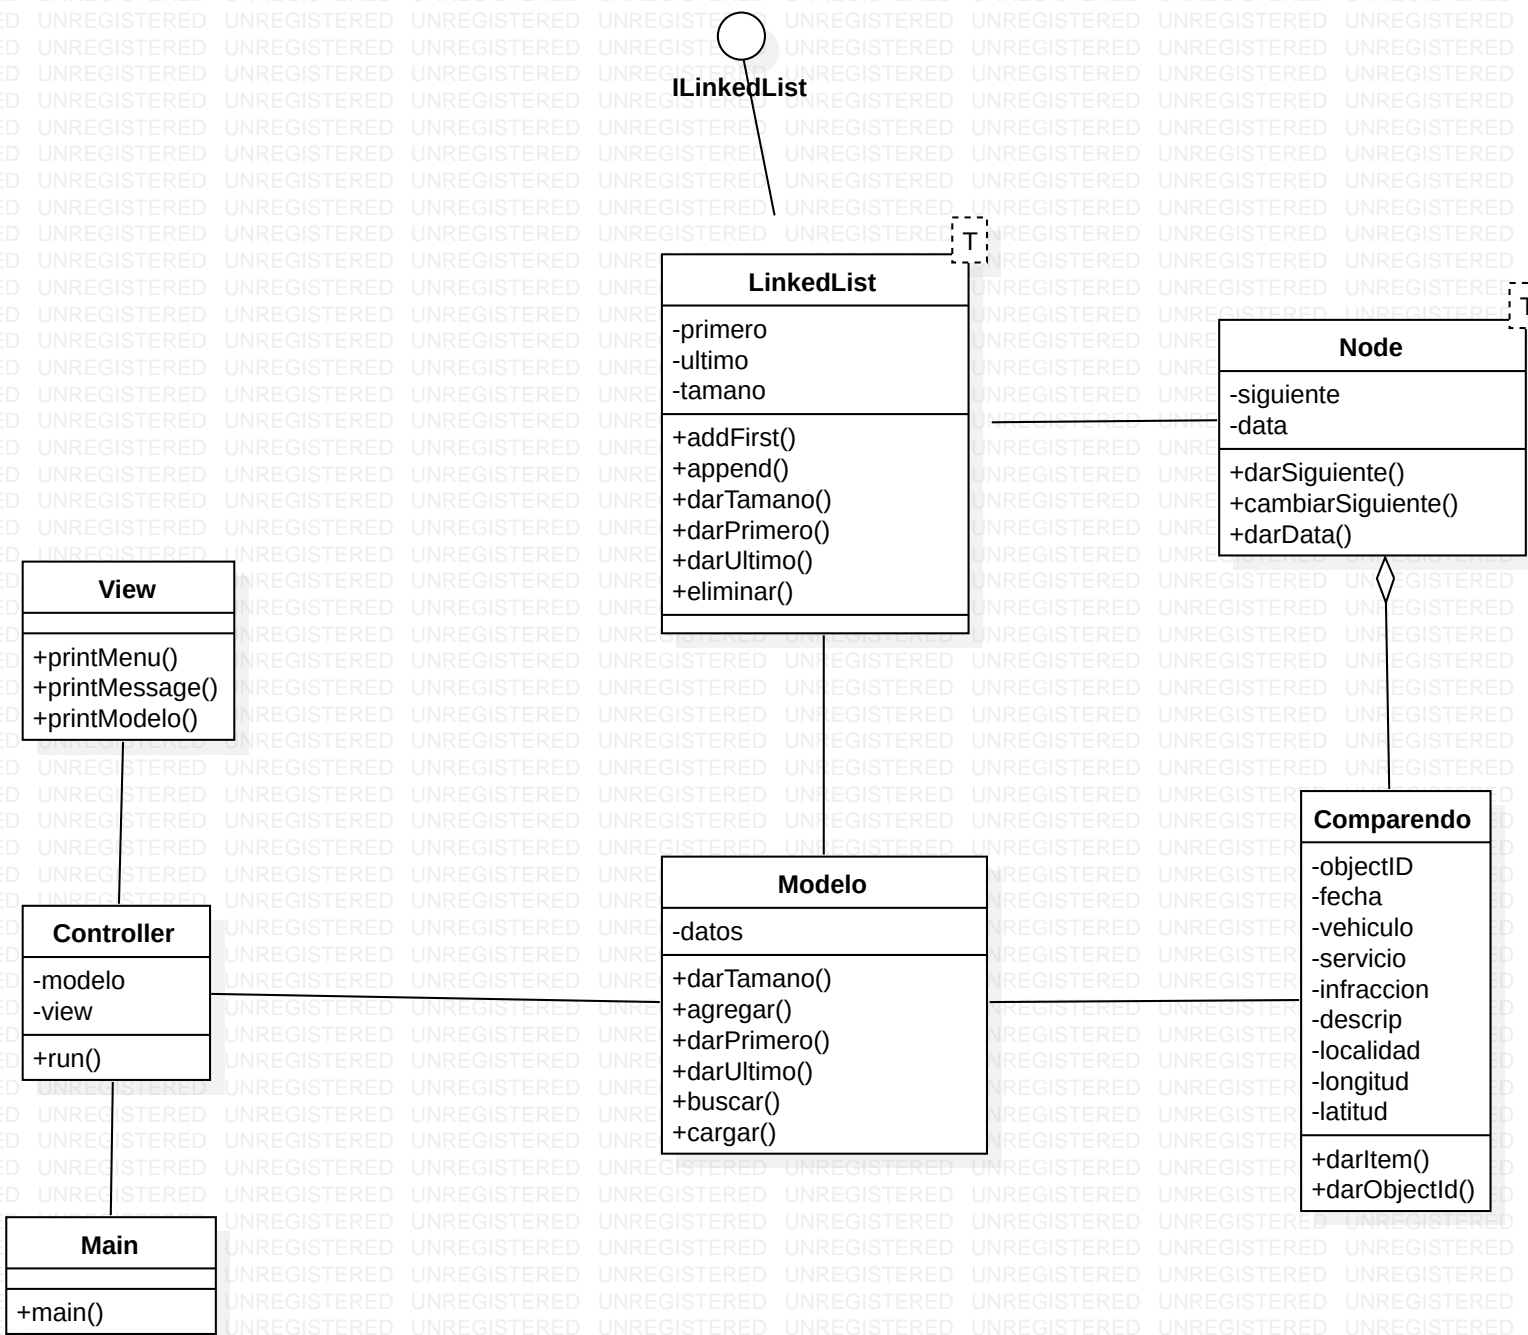 ILinkedList
T
LinkedList
-primero
-ultimo
-tamano
+addFirst()
+append()
+darTamano()
+darPrimero()
+darUltimo()
+eliminar()
T
Node
-siguiente
-data
+darSiguiente()
+cambiarSiguiente()
+darData()
View
+printMenu()
+printMessage()
+printModelo()
Controller
-modelo
-view
+run()
Modelo
-datos
+darTamano()
+agregar()
+darPrimero()
+darUltimo()
+buscar()
+cargar()
Comparendo
-objectID
-fecha
-vehiculo
-servicio
-infraccion
-descrip
-localidad
-longitud
-latitud
+darItem()
+darObjectId()
Main
+main()
UNREGISTERED